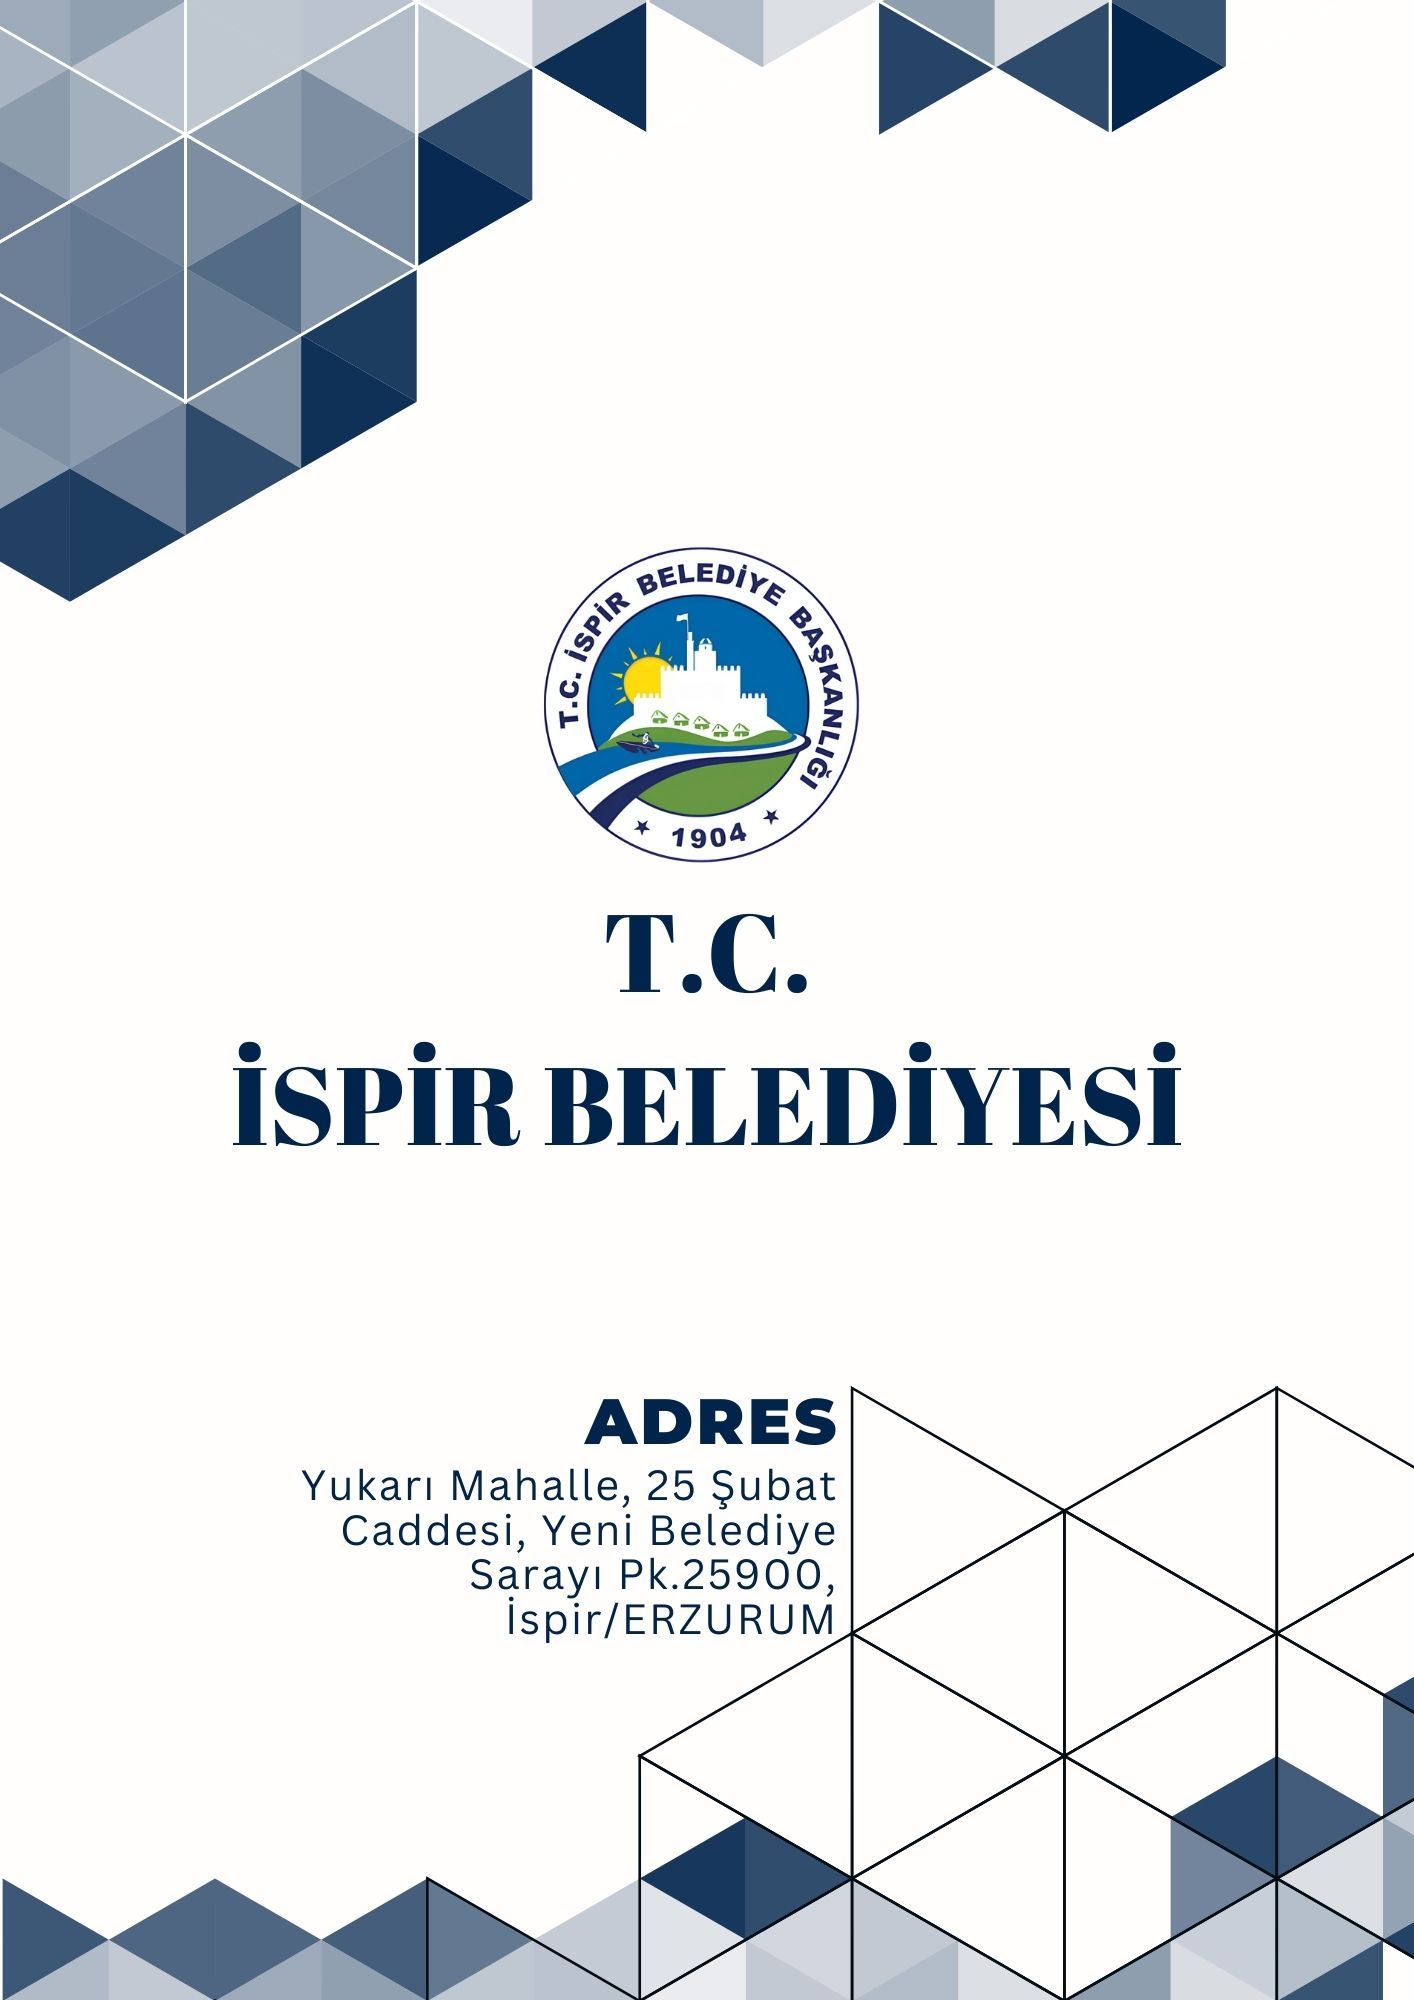 T.C. İSPİR BELEDİYE BAŞKANLIĞI
1904
T.C.
İSPİR BELEDİYESİ
ADRES
Yukarı Mahalle, 25 Şubat
Caddesi, Yeni Belediye
Sarayı Pk.25900,
İspir/ERZURUM